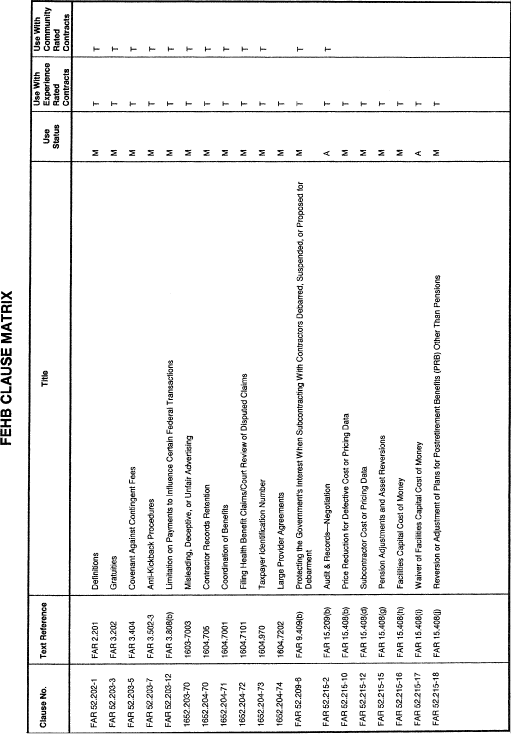 FEHB CLAUSE MATRIX
Clause No. Text Reference Title Use Status Use With Experience Rated Contracts Use With Community Rated Contracts
FAR 52.202-1 FAR 2.201 Definitions M T T
FAR 52.203-3 FAR 3.202 Gratuities M T T
FAR 52.203-5 FAR 3.404 Covenant Against Contingent Fees M T T
FAR 52.203-7 FAR 3.502-3 Anti-Kickback Procedures M T T
FAR 52.203-12 FAR 3.808(b) Limitation on Payments to Influence Certain Federal Transactions M T T
1652.203-70 1603-7003 Misleading, Deceptive, or Unfair Advertising M T T
1652.204-70 1604.705 Contractor Records Retention M T T
1652.204-71 1604.7001 Coordination of Benefits M T T
1652.204-72 1604.7101 Filing Health Benefit Claims/Court Review of Disputed Claims M T T
1652.204-73 1604.970 Taxpayer Identification Number M T T
1652.204-74 1604.7202 Large Provider Agreements M T
FAR 52.209-6 FAR 9.409(b) Protecting the Government's Interest When Subcontracting With Contractors Debarred, Suspended, or Proposed for M T T
Debarment
FAR 52.215-2 FAR 15.209(b) Audit & Records—Negotiation A T T
FAR 52.215-10 FAR 15.408(b) Price Reduction for Defective Cost or Pricing Data M T
FAR 52.215-12 FAR 15.408(d) Subcontractor Cost or Pricing Data M T
FAR 52.215-15 FAR 15.408(g) Pension Adjustments and Asset Reversions M T
FAR 52.215-16 FAR 15.408(h) Facilities Capital Cost of Money M T
FAR 52.215-17 FAR 15.408(i) Waiver of Facilities Capital Cost of Money A T
FAR 52.215-18 FAR 15.408(j) Reversion or Adjustment of Plans for Postretirement Benefits (PRB) Other Than Pensions M T